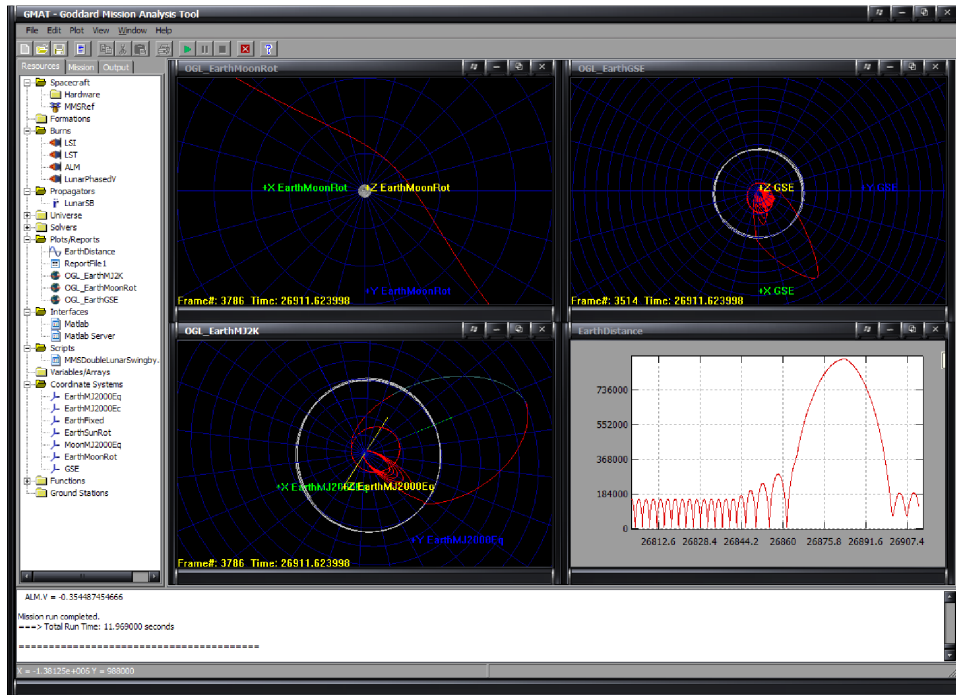 GMAT - Goddard Mission Analysis Tool
File Edit Plot View Window Help
Resources Mission Output
Spacecraft
Hardware
MMSRef
Formations
Burns
LSI
LST
ALM
LunarPhasedV
Propagators
LunarSB
Universe
Solvers
Plots/Reports
EarthDistance
ReportFile1
OGL_EarthMJ2K
OGL_EarthMoonRot
OGL_EarthGSE
Interfaces
Matlab
Matlab Server
Scripts
MMSDoubleLunarSwingby.
Variables/Arrays
Coordinate Systems
EarthMJ2000Eq
EarthMJ2000Ec
EarthFixed
EarthSunRot
MoonMJ2000Eq
EarthMoonRot
GSE
Functions
Ground Stations
OGL_EarthMoonRot
+X EarthMoonRot +Z EarthMoonRot
+Y EarthMoonRot
Frame#: 3786 Time: 26911.623998
OGL_EarthGSE
+Z GSE +Y GSE
+X GSE
Frame#: 3514 Time: 26911.623998
OGL_EarthMJ2K
+X EarthMJ2000Eq +Z EarthMJ2000Eq
+Y EarthMJ2000Eq
Frame#: 3786 Time: 26911.623998
EarthDistance
736000
552000
368000
184000
0
26812.6 26828.4 26844.2 26860 26875.8 26891.6 26907.4
ALM.V = -0.354487454666
Mission run completed.
===> Total Run Time: 11.969000 seconds
========================================
X = -1.38125e+006 Y = 988000